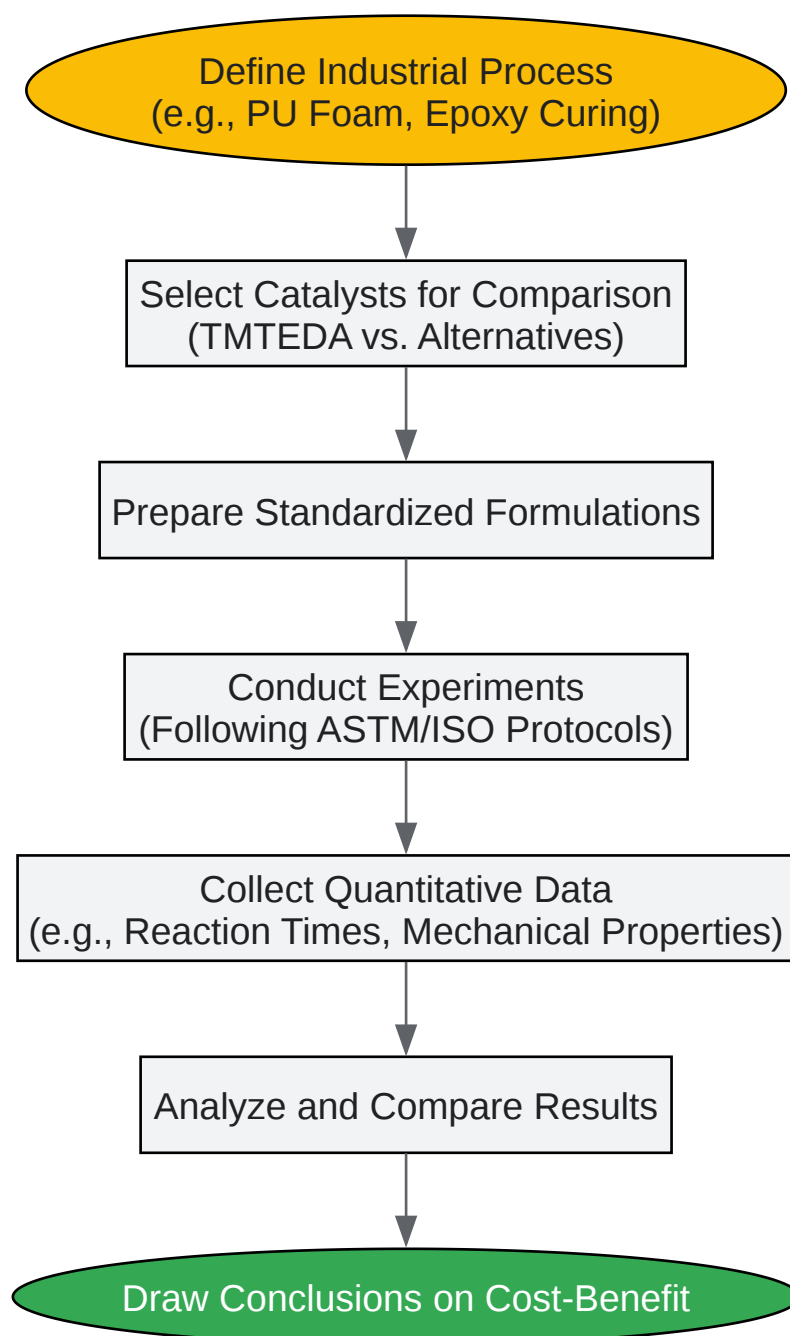 Define Industrial Process
(e.g., PU Foam, Epoxy Curing)
Select Catalysts for Comparison
(TMTEDA vs. Alternatives)
Prepare Standardized Formulations
Conduct Experiments
(Following ASTM/ISO Protocols)
Collect Quantitative Data
(e.g., Reaction Times, Mechanical Properties)
Analyze and Compare Results
Draw Conclusions on Cost-Benefit